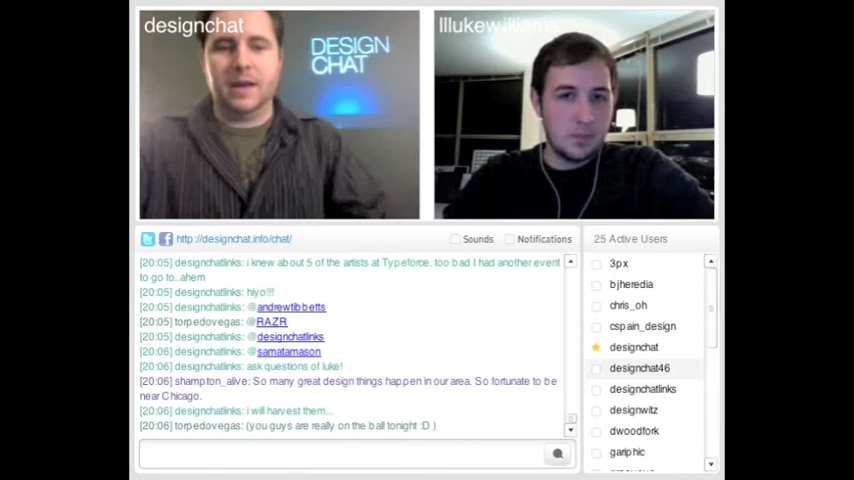 designchat
DESIGN
CHAT
lllukewilliams
http://designchat.info/chat/
Sounds
Notifications
25 Active Users
[20:05] designchatlinks: i knew about 5 of the artists at Typeforce. too bad I had another event
to go to..ahem
[20:05] designchatlinks: hiyo!!!
[20:05] designchatlinks: @andrewtibbetts
[20:05] torpedovegas: @RAZR
[20:05] designchatlinks: @designchatlinks
[20:06] designchatlinks: @samatamason
[20:06] designchatlinks: ask questions of luke!
[20:06] shampton_alive: So many great design things happen in our area. So fortunate to be
near Chicago.
[20:06] designchatlinks: i will harvest them...
[20:06] torpedovegas: (you guys are really on the ball tonight :D )
3px
bjheredia
chris_oh
cspain_design
designchat
designchat46
designchatlinks
designwitz
dwoodfork
gariphic